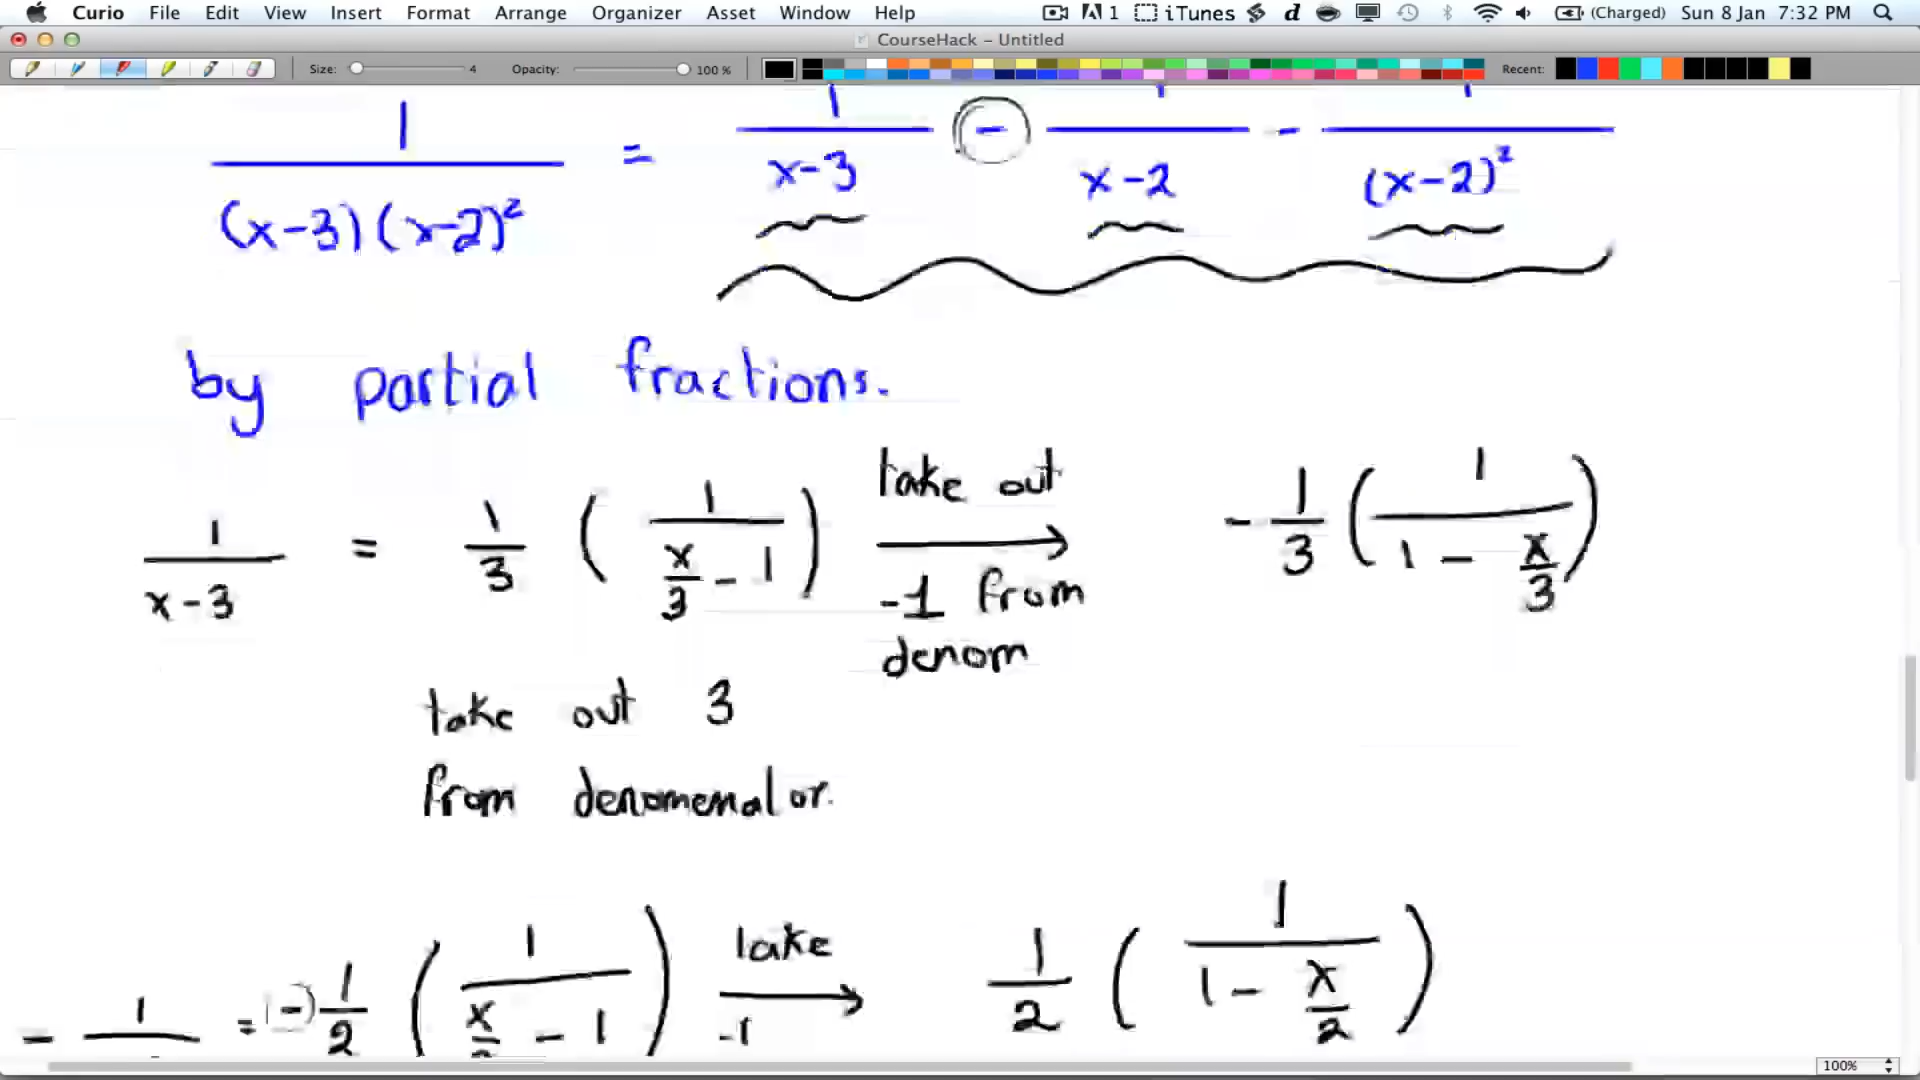 Curio File Edit View Insert Format Arrange Organizer Asset Window Help 1 iTunes d (Charged) Sun 8 Jan 7:32 PM
CourseHack – Untitled
Size: 4 Opacity: 100 % Recent:
1 / (x-3)(x-2)² = 1 / x-3 - 1 / x-2 - 1 / (x-2)²
by partial fractions.
1 / x-3 = 1/3 ( 1 / x/3 - 1 ) take out → -1 from denom -1/3 ( 1 / 1 - x/3 )
take out 3
from denomenator.
- 1 = (-) 1/2 ( 1 / x/2 - 1 ) take → -1 1/2 ( 1 / 1 - x/2 )
100%